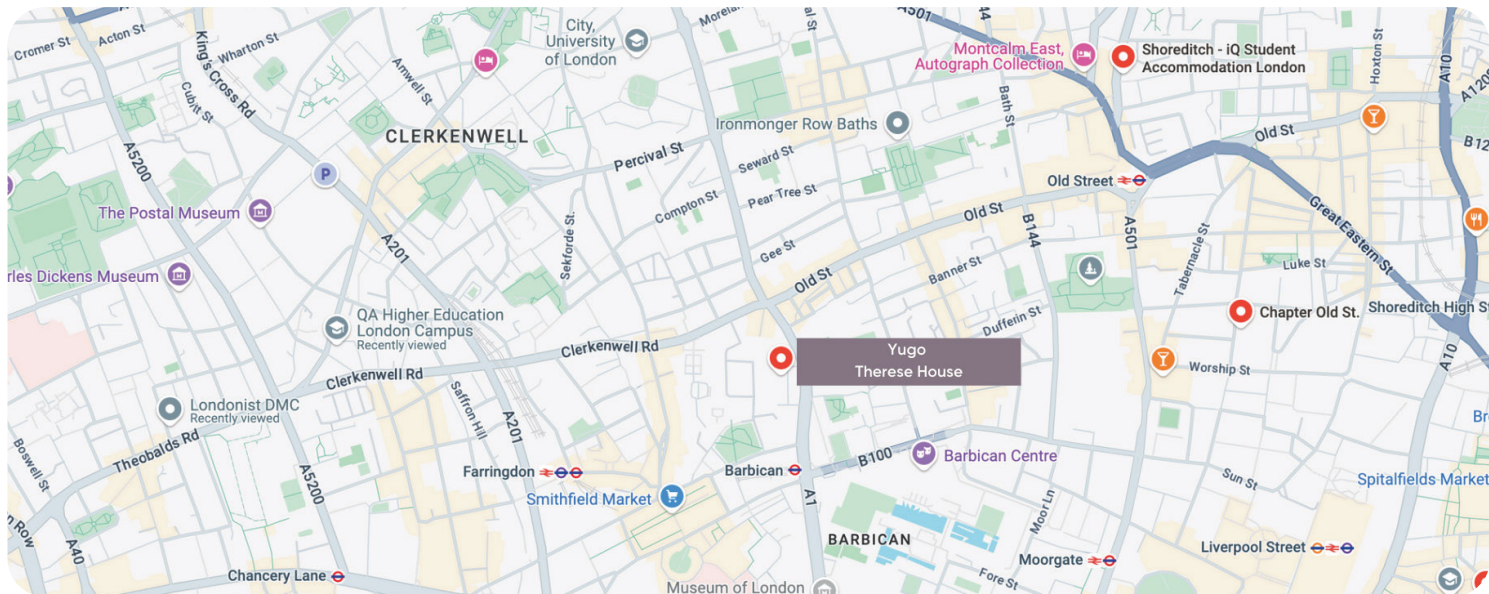 Cromer St
Acton St
Wharton St
King's Cross Rd
Cubitt St
Amwell St
City,
University
of London
A501
Montcalm East,
Autograph Collection
Shoreditch - iQ Student
Accommodation London
Hoxton St
A10
B144
Bath St
Ironmonger Row Baths
CLERKENWELL
Percival St
Seward St
Old St
Old Street
Compton St
Pear Tree St
Old St
The Postal Museum
P
A5200
A201
Sekforde St.
Gee St
Old St
Banner St
B144
A501
Tabernacle St
Great Eastern St
Luke St
rles Dickens Museum
QA Higher Education
London Campus
Recently viewed
Clerkenwell Rd
Clerkenwell Rd
Dufferin St
Chapter Old St.
Shoreditch High St
Yugo
Therese House
Worship St
A10
Londonist DMC
Recently viewed
Saffron Hill
A201
Boswell St
Theobalds Rd
Farringdon
Smithfield Market
Barbican
B100
Barbican Centre
Sun St
Spitalfields Market
A5200
A1
Moor Ln
BARBICAN
A40
Chancery Lane
Museum of London
Fore St
Moorgate
Liverpool Street